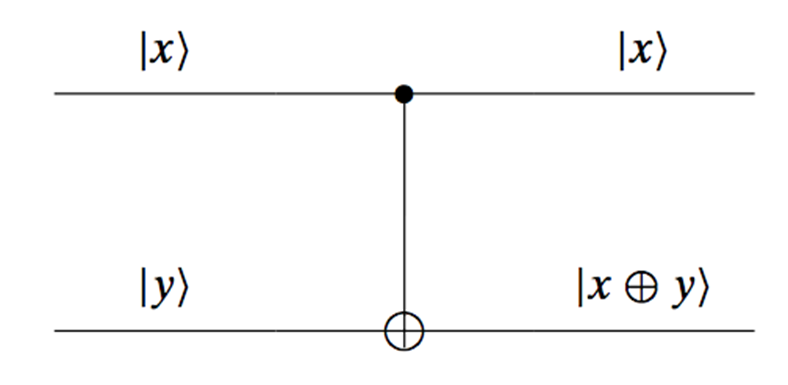 |x⟩ |x⟩
|y⟩ |x ⊕ y⟩